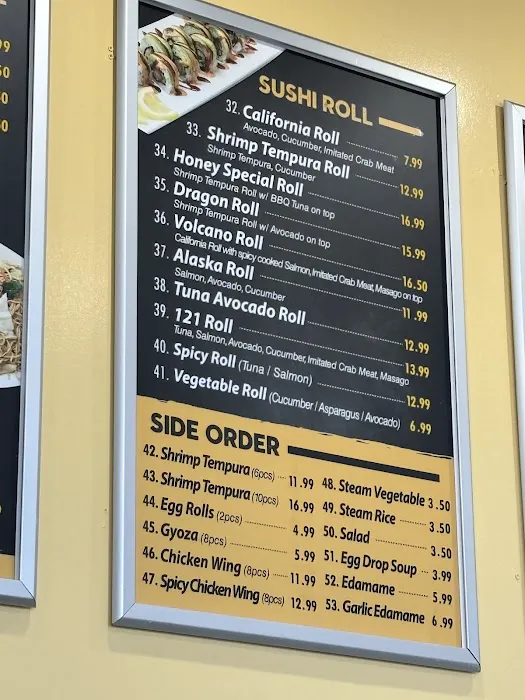 SUSHI ROLL
32. California Roll 7.99
Avocado, Cucumber, Imitated Crab Meat
33. Shrimp Tempura Roll 12.99
Shrimp Tempura, Cucumber
34. Honey Special Roll 16.99
Shrimp Tempura Roll w/ BBQ Tuna on top
35. Dragon Roll 15.99
Shrimp Tempura Roll w/ Avocado on top
36. Volcano Roll 16.50
California Roll with spicy cooked Salmon, Imitated Crab Meat, Masago on top
37. Alaska Roll 11.99
Salmon, Avocado, Cucumber
38. Tuna Avocado Roll 12.99
39. 121 Roll 13.99
Tuna, Salmon, Avocado, Cucumber, Imitated Crab Meat, Masago
40. Spicy Roll (Tuna / Salmon) 12.99
41. Vegetable Roll (Cucumber / Asparagus / Avocado) 6.99
SIDE ORDER
42. Shrimp Tempura (6pcs) 11.99
43. Shrimp Tempura (10pcs) 16.99
44. Egg Rolls (2pcs) 4.99
45. Gyoza (8pcs) 5.99
46. Chicken Wing (8pcs) 11.99
47. Spicy Chicken Wing (8pcs) 12.99
48. Steam Vegetable 3.50
49. Steam Rice 3.50
50. Salad 3.50
51. Egg Drop Soup 3.99
52. Edamame 5.99
53. Garlic Edamame 6.99